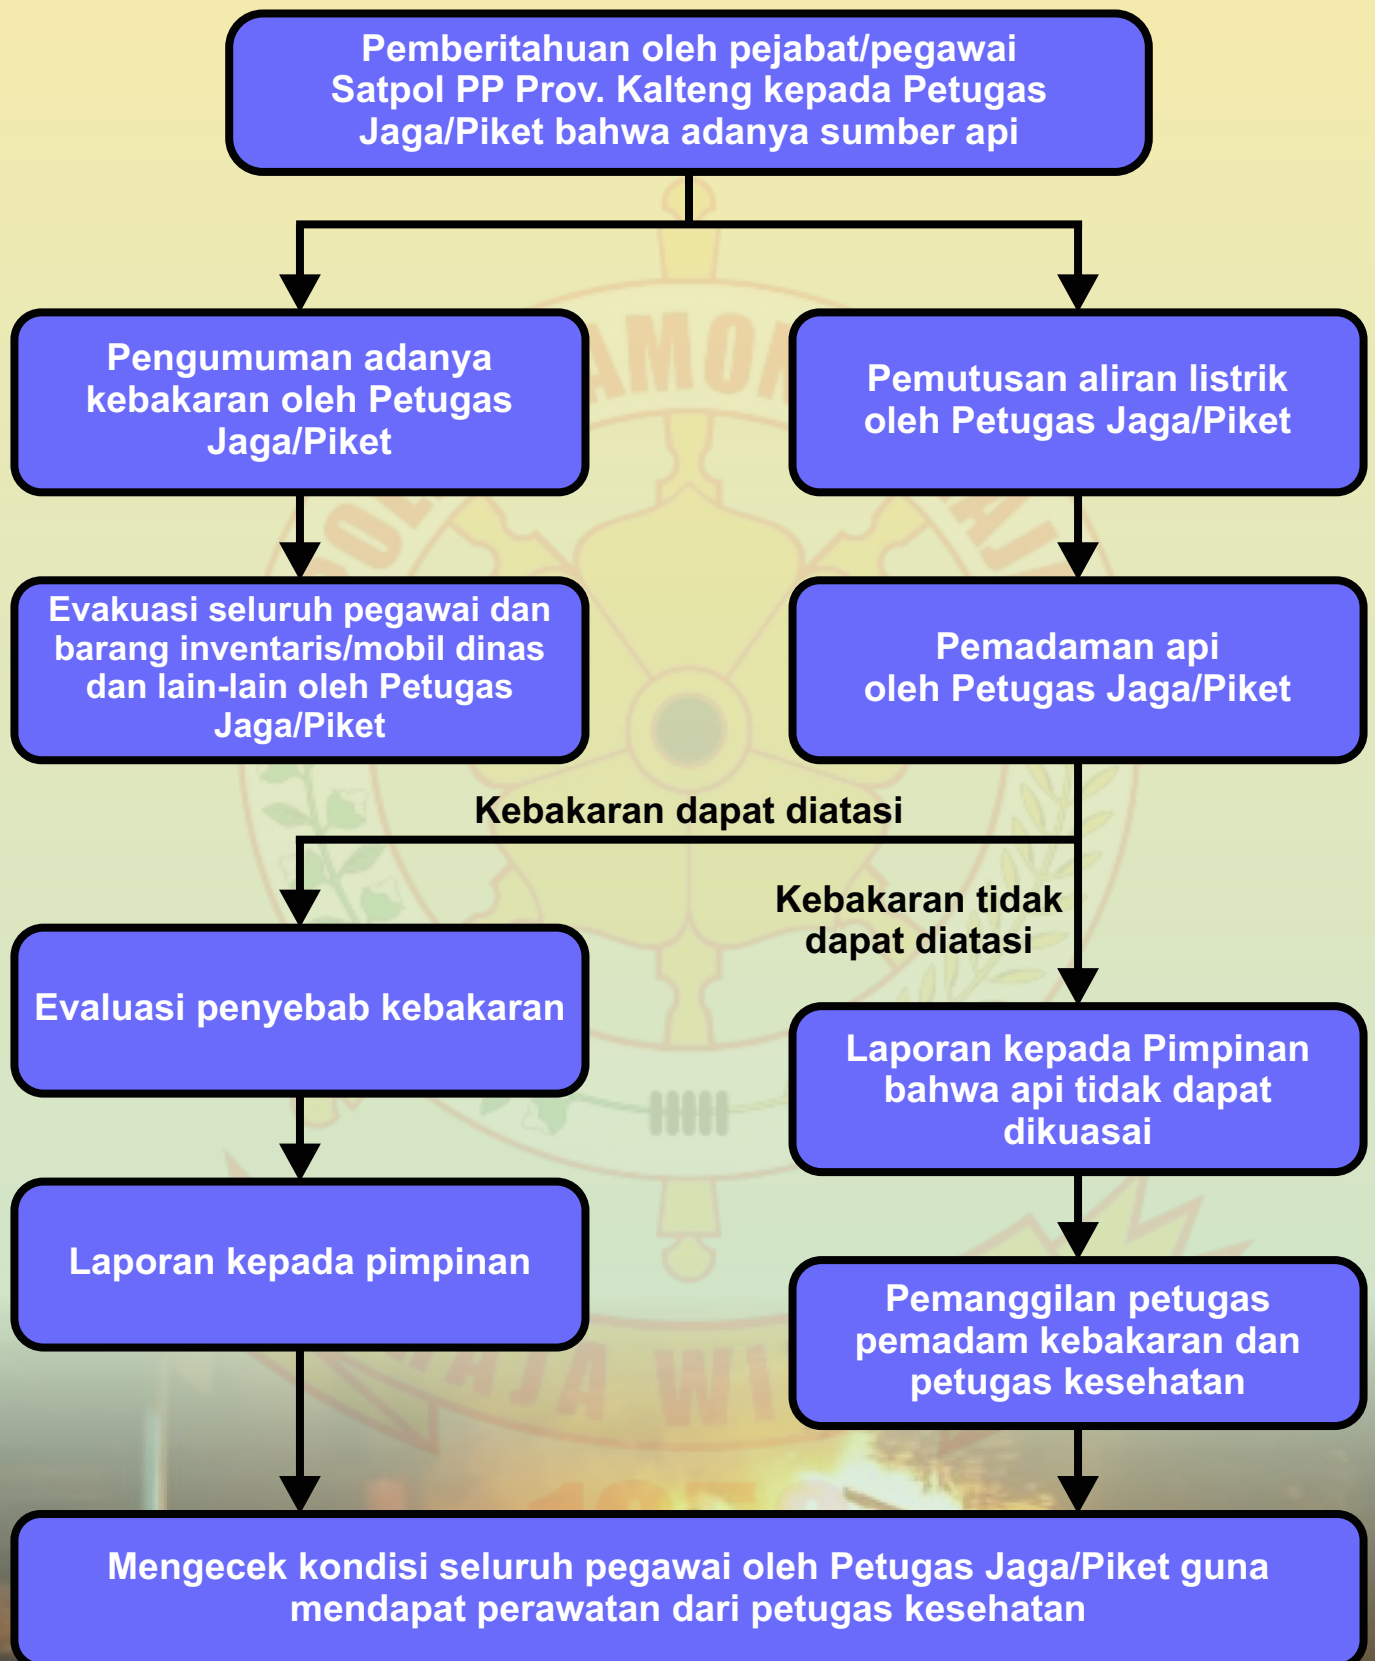 Pemberitahuan oleh pejabat/pegawai
Satpol PP Prov. Kalteng kepada Petugas
Jaga/Piket bahwa adanya sumber api
Pengumuman adanya
kebakaran oleh Petugas
Jaga/Piket
Pemutusan aliran listrik
oleh Petugas Jaga/Piket
Evakuasi seluruh pegawai dan
barang inventaris/mobil dinas
dan lain-lain oleh Petugas
Jaga/Piket
Pemadaman api
oleh Petugas Jaga/Piket
Kebakaran dapat diatasi
Kebakaran tidak
dapat diatasi
Evaluasi penyebab kebakaran
Laporan kepada Pimpinan
bahwa api tidak dapat
dikuasai
Laporan kepada pimpinan
Pemanggilan petugas
pemadam kebakaran dan
petugas kesehatan
Mengecek kondisi seluruh pegawai oleh Petugas Jaga/Piket guna
mendapat perawatan dari petugas kesehatan